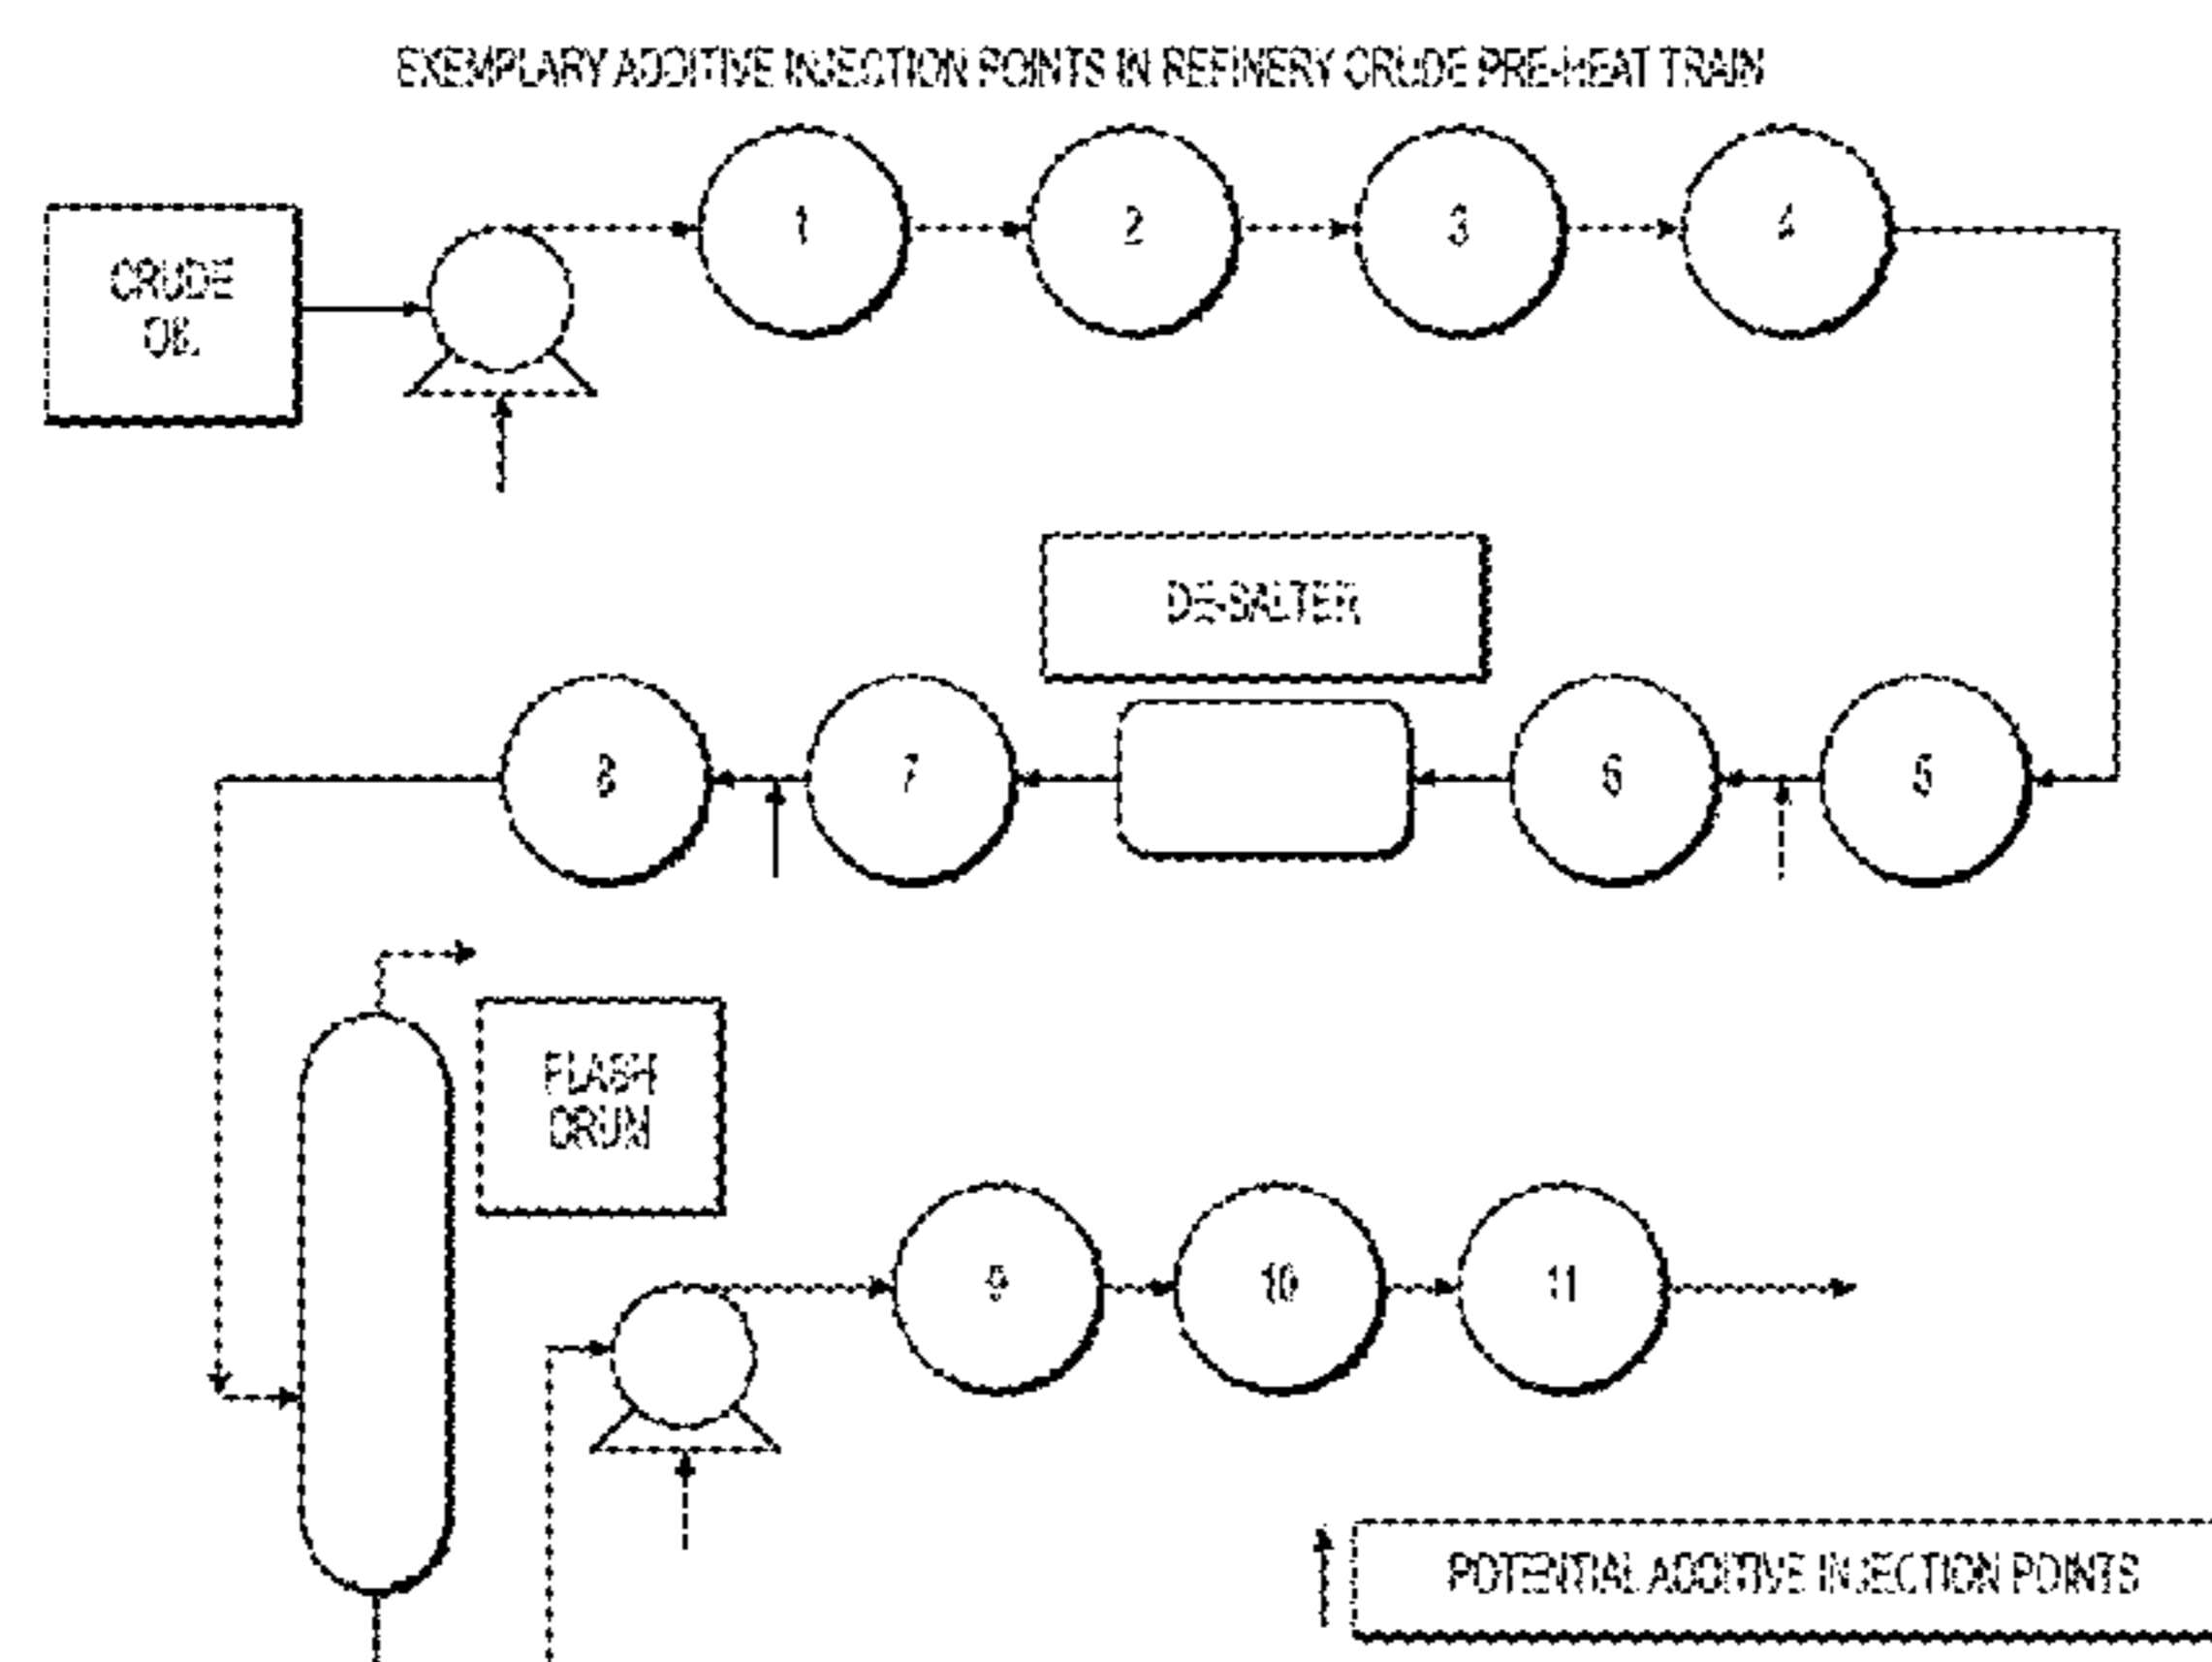 EXEMPLARY ADDITIVE INJECTION POINTS IN REFINERY CRUDE PRE-HEAT TRAIN
1
2
3
4
CRUDE
OIL
DE-SALTER
8
7
6
5
FLASH
DRUM
9
10
11
POTENTIAL ADDITIVE INJECTION POINTS